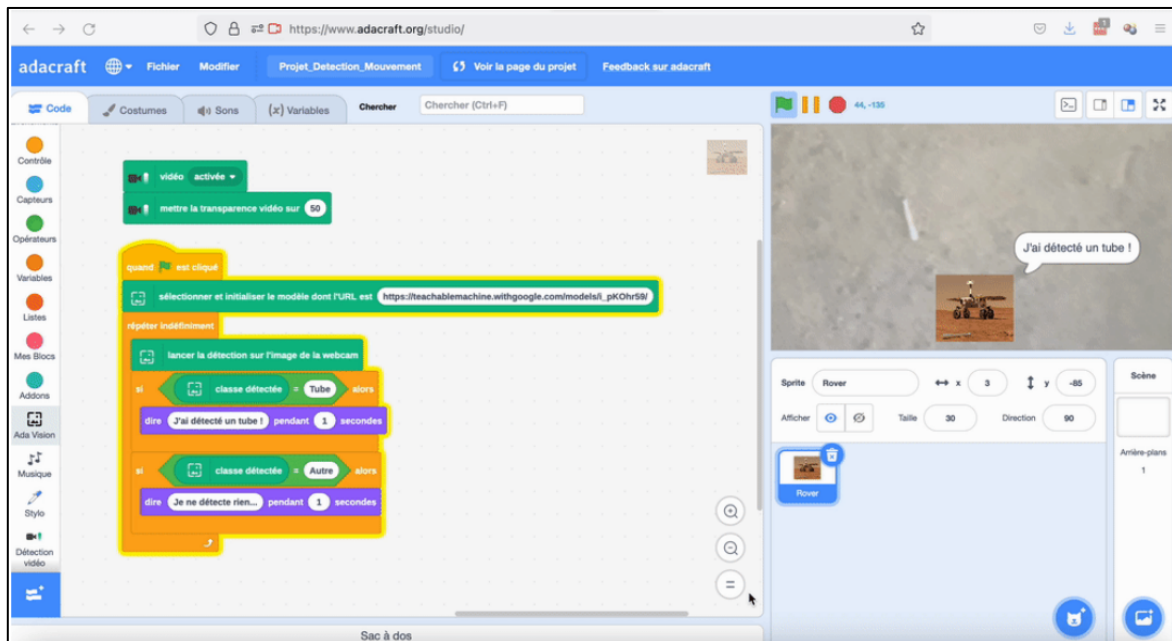 https://www.adacraft.org/studio/
adacraft Fichier Modifier Projet_Detection_Mouvement Voir la page du projet Feedback sur adacraft
Code Costumes Sons (x) Variables Chercher Chercher (Ctrl+F)
44, -135
Contrôle
Capteurs
Opérateurs
Variables
Listes
Mes Blocs
Addons
Ada Vision
Musique
Stylo
Détection
vidéo
vidéo activée
mettre la transparence vidéo sur 50
quand est cliqué
sélectionner et initialiser le modèle dont l'URL est https://teachablemachine.withgoogle.com/models/i_pKOhr59/
répéter indéfiniment
lancer la détection sur l'image de la webcam
si classe détectée = Tube alors
dire J'ai détecté un tube ! pendant 1 secondes
si classe détectée = Autre alors
dire Je ne détecte rien... pendant 1 secondes
=
Sac à dos
J'ai détecté un tube !
Sprite Rover x 3 y -85
Afficher Taille 30 Direction 90
Rover
Scène
Arrière-plans
1